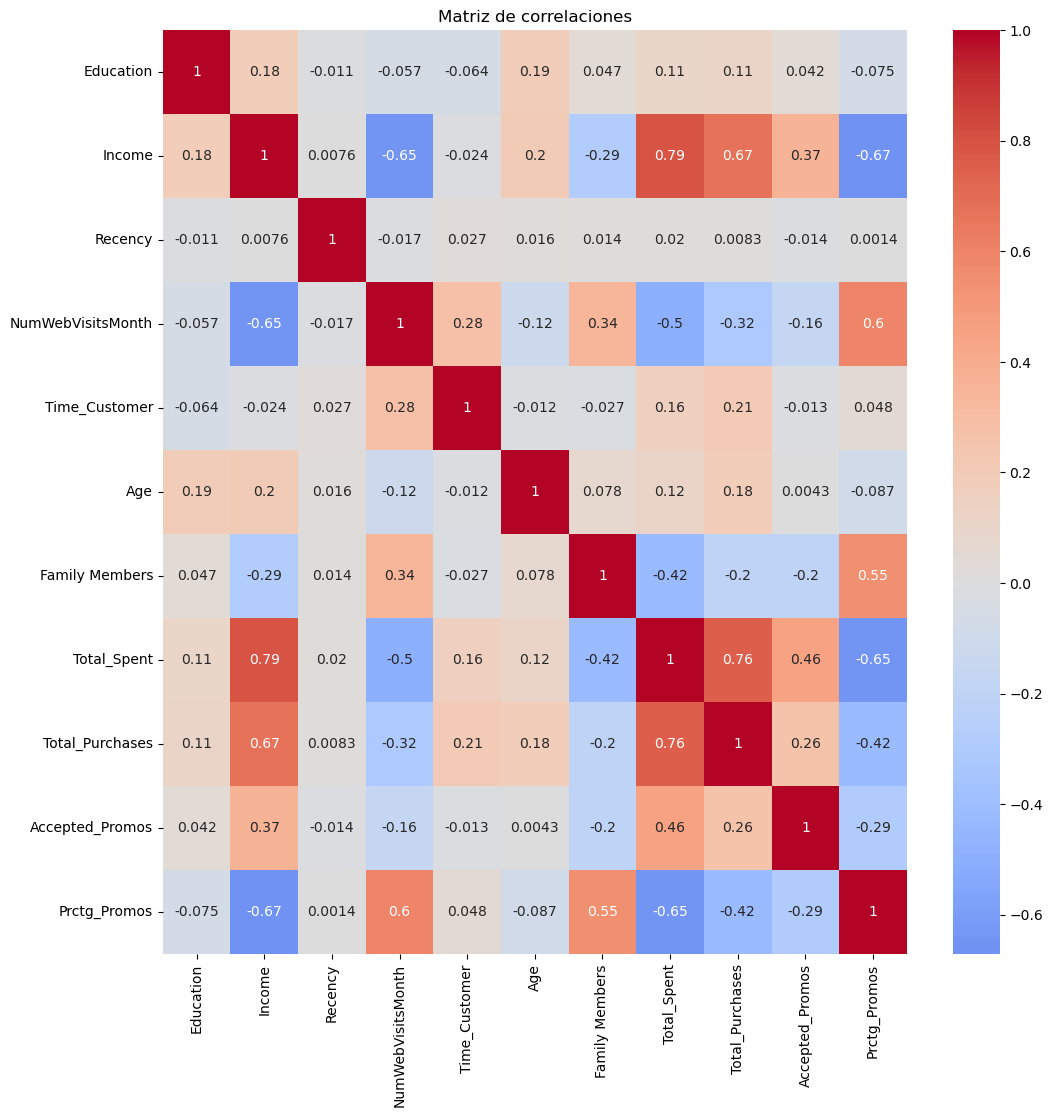 Matriz de correlaciones
Education 1 0.18 -0.011 -0.057 -0.064 0.19 0.047 0.11 0.11 0.042 -0.075
Income 0.18 1 0.0076 -0.65 -0.024 0.2 -0.29 0.79 0.67 0.37 -0.67
Recency -0.011 0.0076 1 -0.017 0.027 0.016 0.014 0.02 0.0083 -0.014 0.0014
NumWebVisitsMonth -0.057 -0.65 -0.017 1 0.28 -0.12 0.34 -0.5 -0.32 -0.16 0.6
Time_Customer -0.064 -0.024 0.027 0.28 1 -0.012 -0.027 0.16 0.21 -0.013 0.048
Age 0.19 0.2 0.016 -0.12 -0.012 1 0.078 0.12 0.18 0.0043 -0.087
Family Members 0.047 -0.29 0.014 0.34 -0.027 0.078 1 -0.42 -0.2 -0.2 0.55
Total_Spent 0.11 0.79 0.02 -0.5 0.16 0.12 -0.42 1 0.76 0.46 -0.65
Total_Purchases 0.11 0.67 0.0083 -0.32 0.21 0.18 -0.2 0.76 1 0.26 -0.42
Accepted_Promos 0.042 0.37 -0.014 -0.16 -0.013 0.0043 -0.2 0.46 0.26 1 -0.29
Prctg_Promos -0.075 -0.67 0.0014 0.6 0.048 -0.087 0.55 -0.65 -0.42 -0.29 1
Education
Income
Recency
NumWebVisitsMonth
Time_Customer
Age
Family Members
Total_Spent
Total_Purchases
Accepted_Promos
Prctg_Promos
1.0
0.8
0.6
0.4
0.2
0.0
−0.2
−0.4
−0.6